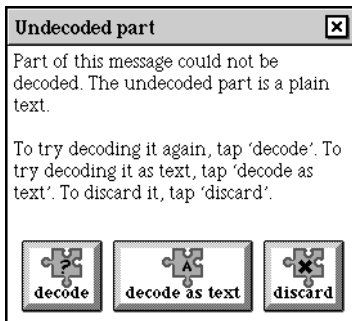 Undecoded part
Part of this message could not be
decoded. The undecoded part is a plain
text.
To try decoding it again, tap ‘decode’. To
try decoding it as text, tap ‘decode as
text’. To discard it, tap ‘discard’.
? A
decode decode as text discard